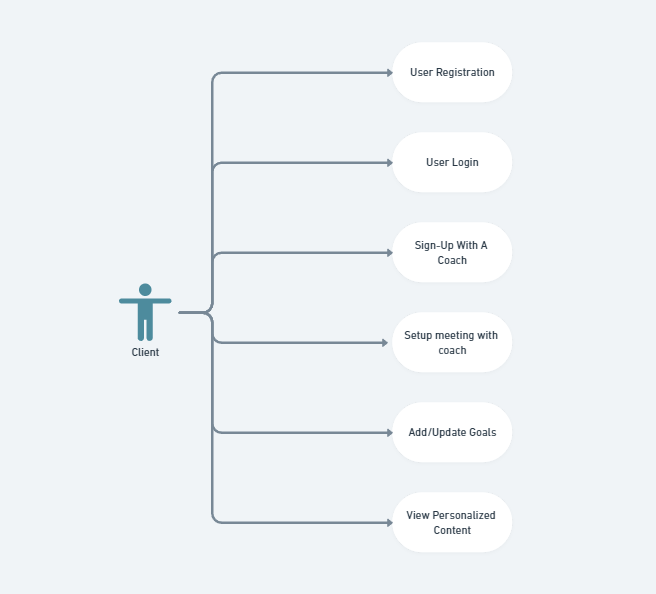 User Registration
User Login
Sign-Up With A
Coach
Client
Setup meeting with
coach
Add/Update Goals
View Personalized
Content